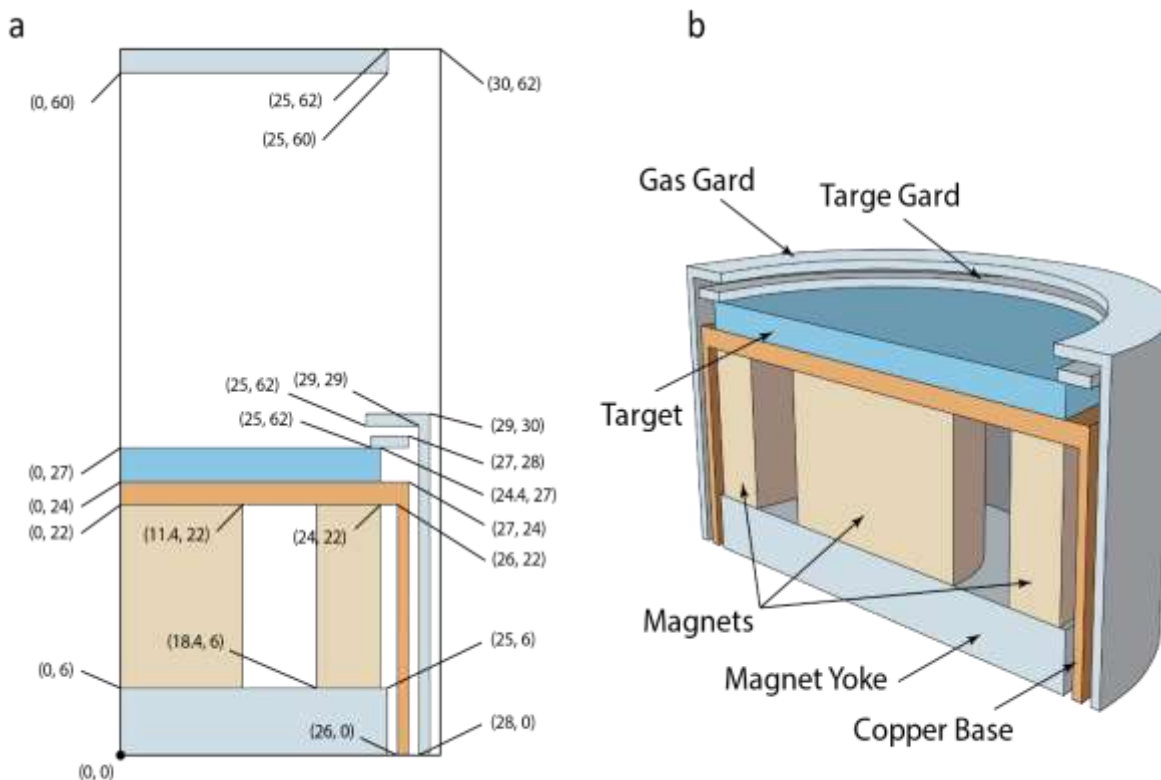 a
b
(0, 60)
(25, 62)
(30, 62)
(25, 60)
Gas Gard
Targe Gard
(25, 62)
(29, 29)
(25, 62)
(29, 30)
(27, 28)
(0, 27)
(24.4, 27)
(0, 24)
(27, 24)
(0, 22)
(11.4, 22)
(24, 22)
(26, 22)
Target
Magnets
(18.4, 6)
(25, 6)
(0, 6)
Magnet Yoke
(26, 0)
(28, 0)
Copper Base
(0, 0)